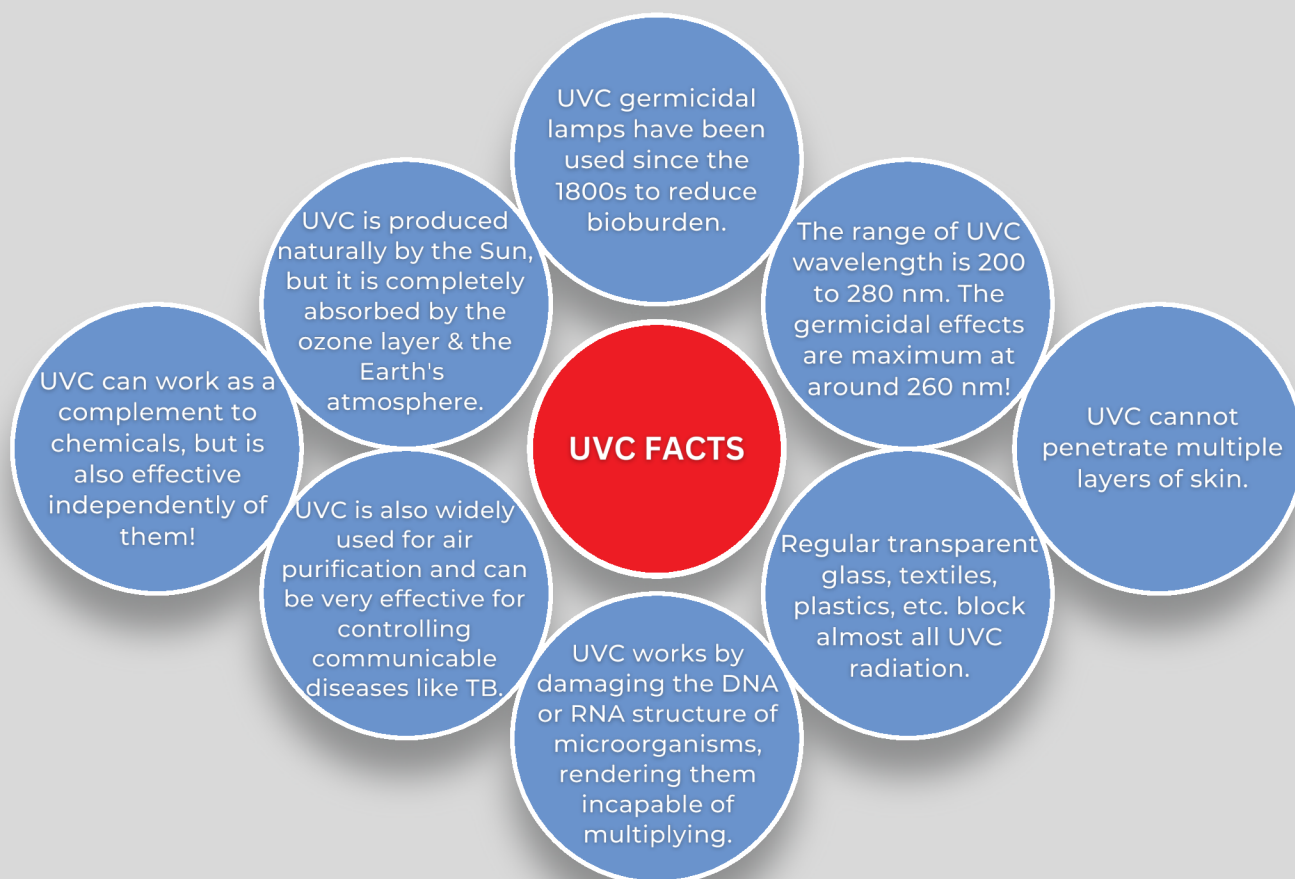 UVC germicidal
lamps have been
used since the
1800s to reduce
bioburden.
UVC is produced
naturally by the Sun,
but it is completely
absorbed by the
ozone layer & the
Earth's
atmosphere.
The range of UVC
wavelength is 200
to 280 nm. The
germicidal effects
are maximum at
around 260 nm!
UVC can work as a
complement to
chemicals, but is
also effective
independently of
them!
UVC FACTS
UVC cannot
penetrate multiple
layers of skin.
UVC is also widely
used for air
purification and can
be very effective for
controlling
communicable
diseases like TB.
Regular transparent
glass, textiles,
plastics, etc. block
almost all UVC
radiation.
UVC works by
damaging the DNA
or RNA structure of
microorganisms,
rendering them
incapable of
multiplying.